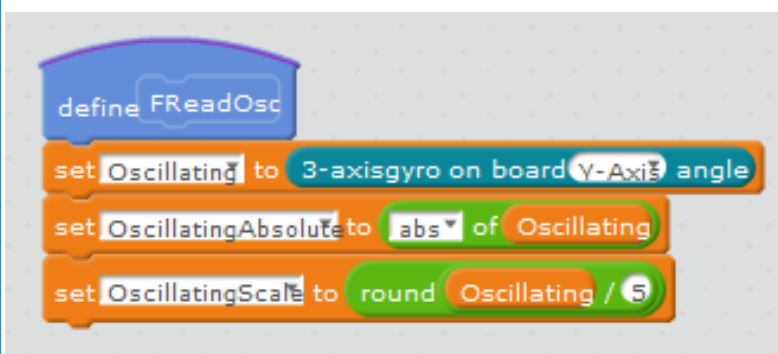 define FReadOsc
set Oscillating to 3-axisgyro on board Y-Axis angle
set OscillatingAbsolute to abs of Oscillating
set OscillatingScale to round Oscillating / 5